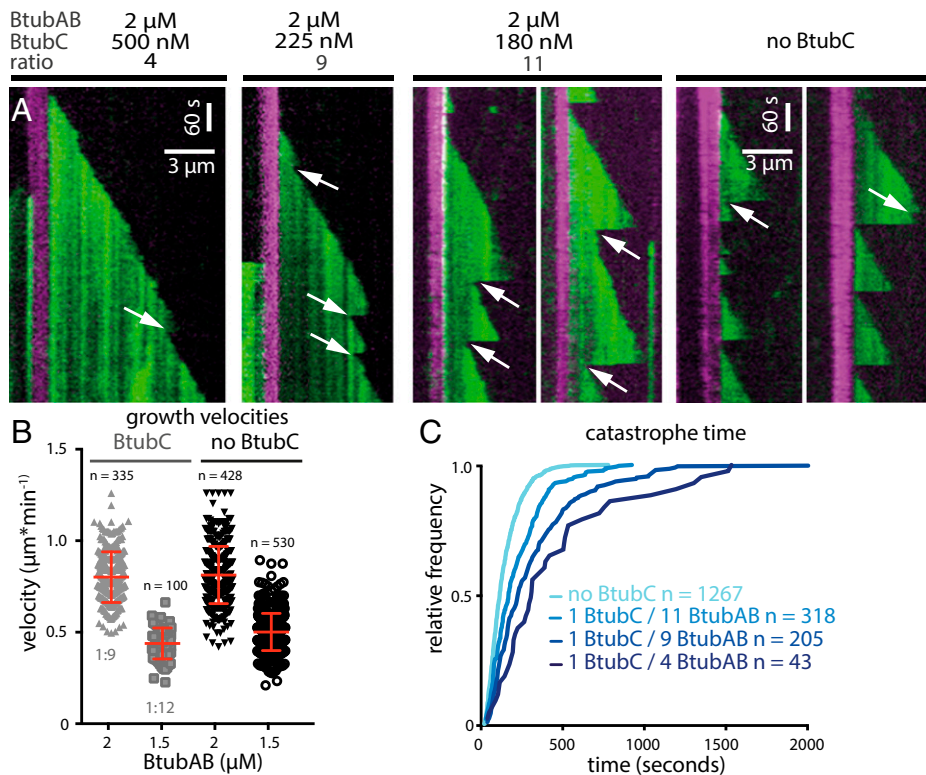 BtubAB 2 µM 2 µM 2 µM
BtubC 500 nM 225 nM 180 nM no BtubC
ratio 4 9 11
A
60 s
3 µm
60 s
3 µm
B
growth velocities
BtubC no BtubC
velocity (µm*min⁻¹)
1.5
1.0
0.5
0
n = 335
n = 100
n = 428
n = 530
1:9
1:12
2 1.5 2 1.5
BtubAB (µM)
C
catastrophe time
relative frequency
1.0
0.5
0
no BtubC n = 1267
1 BtubC / 11 BtubAB n = 318
1 BtubC / 9 BtubAB n = 205
1 BtubC / 4 BtubAB n = 43
0 500 1000 1500 2000
time (seconds)